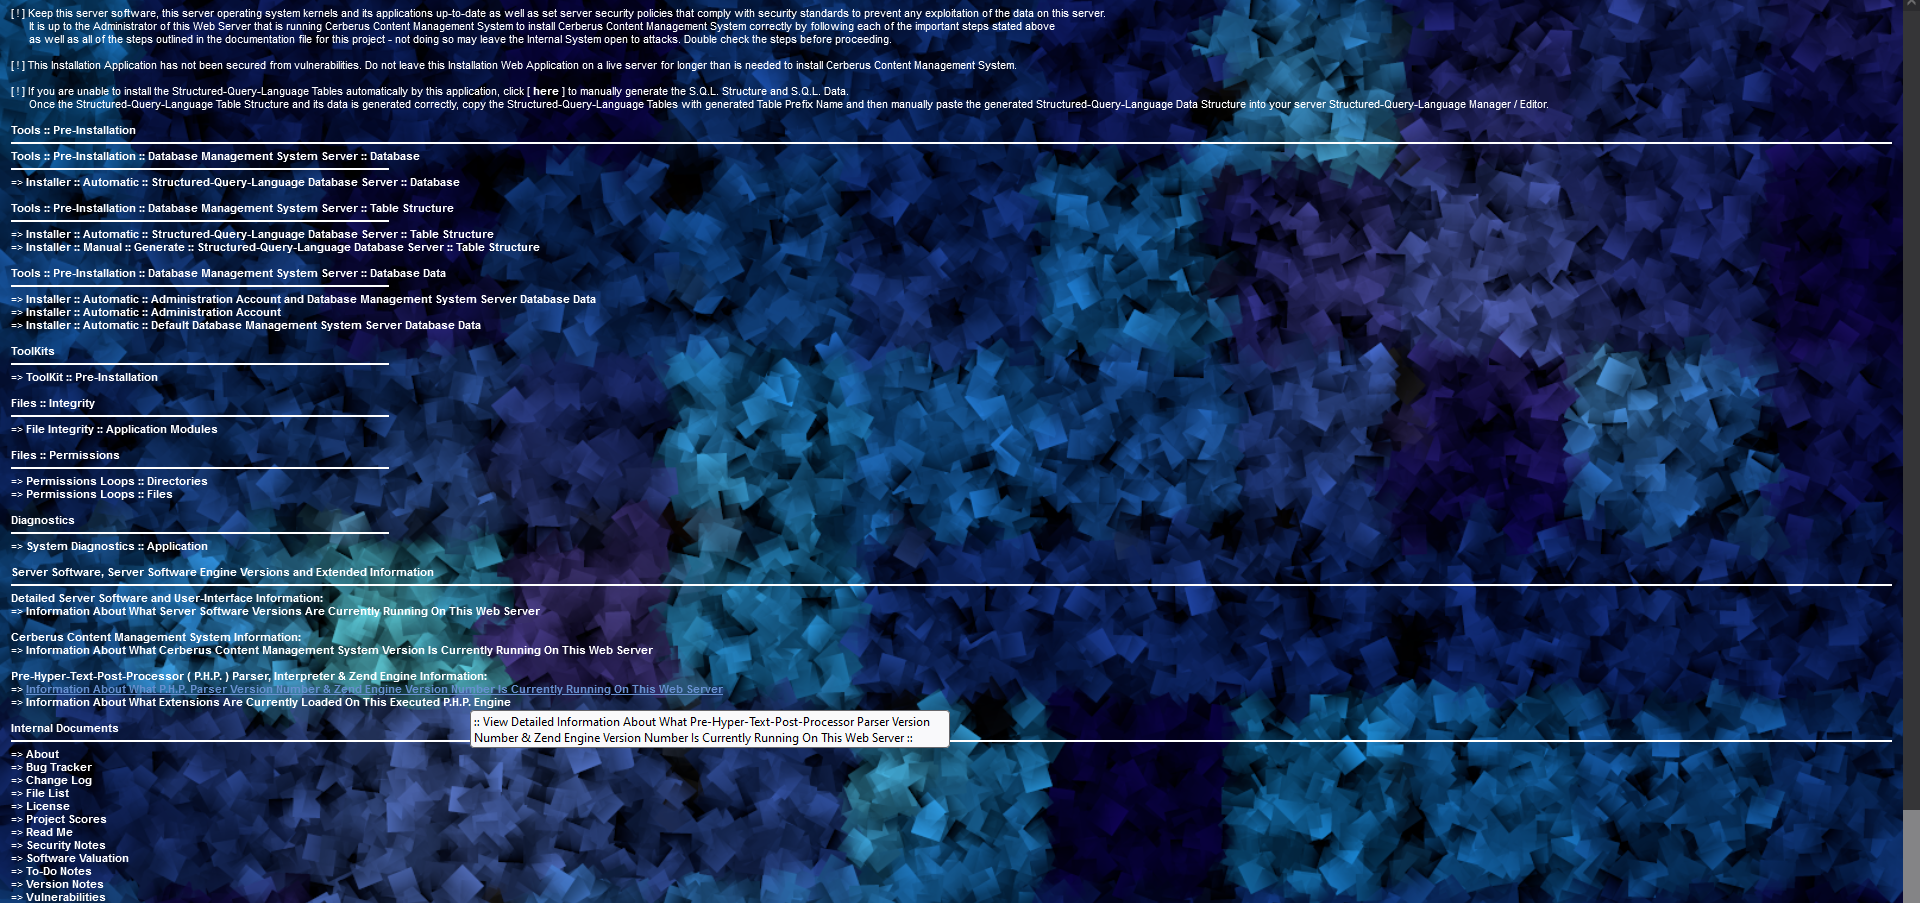 [ ! ] Keep this server software, this server operating system kernels and its applications up-to-date as well as set server security policies that comply with security standards to prevent any exploitation of the data on this server.
It is up to the Administrator of this Web Server that is running Cerberus Content Management System to install Cerberus Content Management System correctly by following each of the important steps stated above
as well as all of the steps outlined in the documentation file for this project - not doing so may leave the Internal System open to attacks. Double check the steps before proceeding.
[ ! ] This Installation Application has not been secured from vulnerabilities. Do not leave this Installation Web Application on a live server for longer than is needed to install Cerberus Content Management System.
[ ! ] If you are unable to install the Structured-Query-Language Tables automatically by this application, click [ here ] to manually generate the S.Q.L. Structure and S.Q.L. Data.
Once the Structured-Query-Language Table Structure and its data is generated correctly, copy the Structured-Query-Language Tables with generated Table Prefix Name and then manually paste the generated Structured-Query-Language Data Structure into your server Structured-Query-Language Manager / Editor.
Tools :: Pre-Installation
Tools :: Pre-Installation :: Database Management System Server :: Database
=> Installer :: Automatic :: Structured-Query-Language Database Server :: Database
Tools :: Pre-Installation :: Database Management System Server :: Table Structure
=> Installer :: Automatic :: Structured-Query-Language Database Server :: Table Structure
=> Installer :: Manual :: Generate :: Structured-Query-Language Database Server :: Table Structure
Tools :: Pre-Installation :: Database Management System Server :: Database Data
=> Installer :: Automatic :: Administration Account and Database Management System Server Database Data
=> Installer :: Automatic :: Administration Account
=> Installer :: Automatic :: Default Database Management System Server Database Data
ToolKits
=> ToolKit :: Pre-Installation
Files :: Integrity
=> File Integrity :: Application Modules
Files :: Permissions
=> Permissions Loops :: Directories
=> Permissions Loops :: Files
Diagnostics
=> System Diagnostics :: Application
Server Software, Server Software Engine Versions and Extended Information
Detailed Server Software and User-Interface Information:
=> Information About What Server Software Versions Are Currently Running On This Web Server
Cerberus Content Management System Information:
=> Information About What Cerberus Content Management System Version Is Currently Running On This Web Server
Pre-Hyper-Text-Post-Processor ( P.H.P. ) Parser, Interpreter & Zend Engine Information:
=> Information About What P.H.P. Parser Version Number & Zend Engine Version Number Is Currently Running On This Web Server
=> Information About What Extensions Are Currently Loaded On This Executed P.H.P. Engine
:: View Detailed Information About What Pre-Hyper-Text-Post-Processor Parser Version
Number & Zend Engine Version Number Is Currently Running On This Web Server ::
Internal Documents
=> About
=> Bug Tracker
=> Change Log
=> File List
=> License
=> Project Scores
=> Read Me
=> Security Notes
=> Software Valuation
=> To-Do Notes
=> Version Notes
=> Vulnerabilities